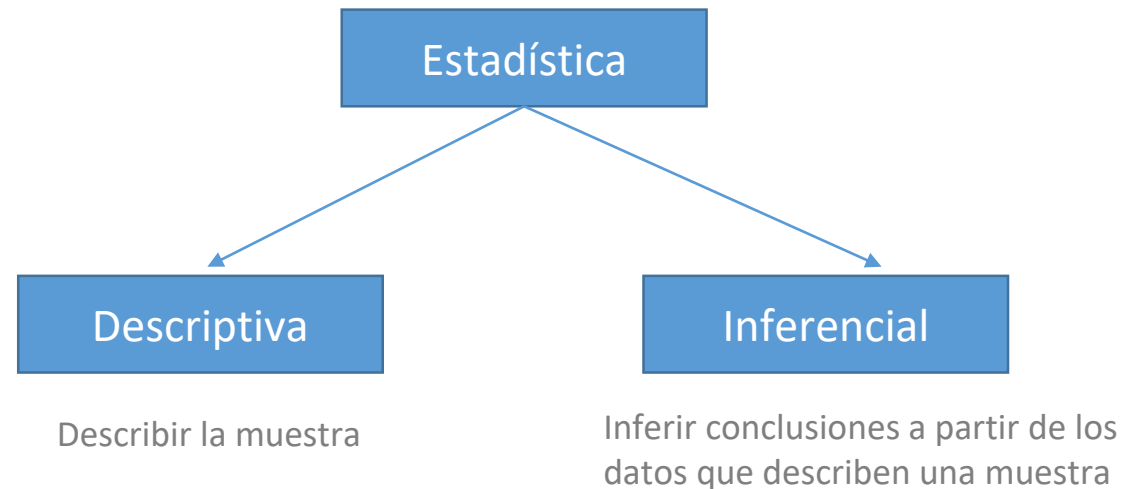 Estadística
Descriptiva
Inferencial
Describir la muestra
Inferir conclusiones a partir de los
datos que describen una muestra